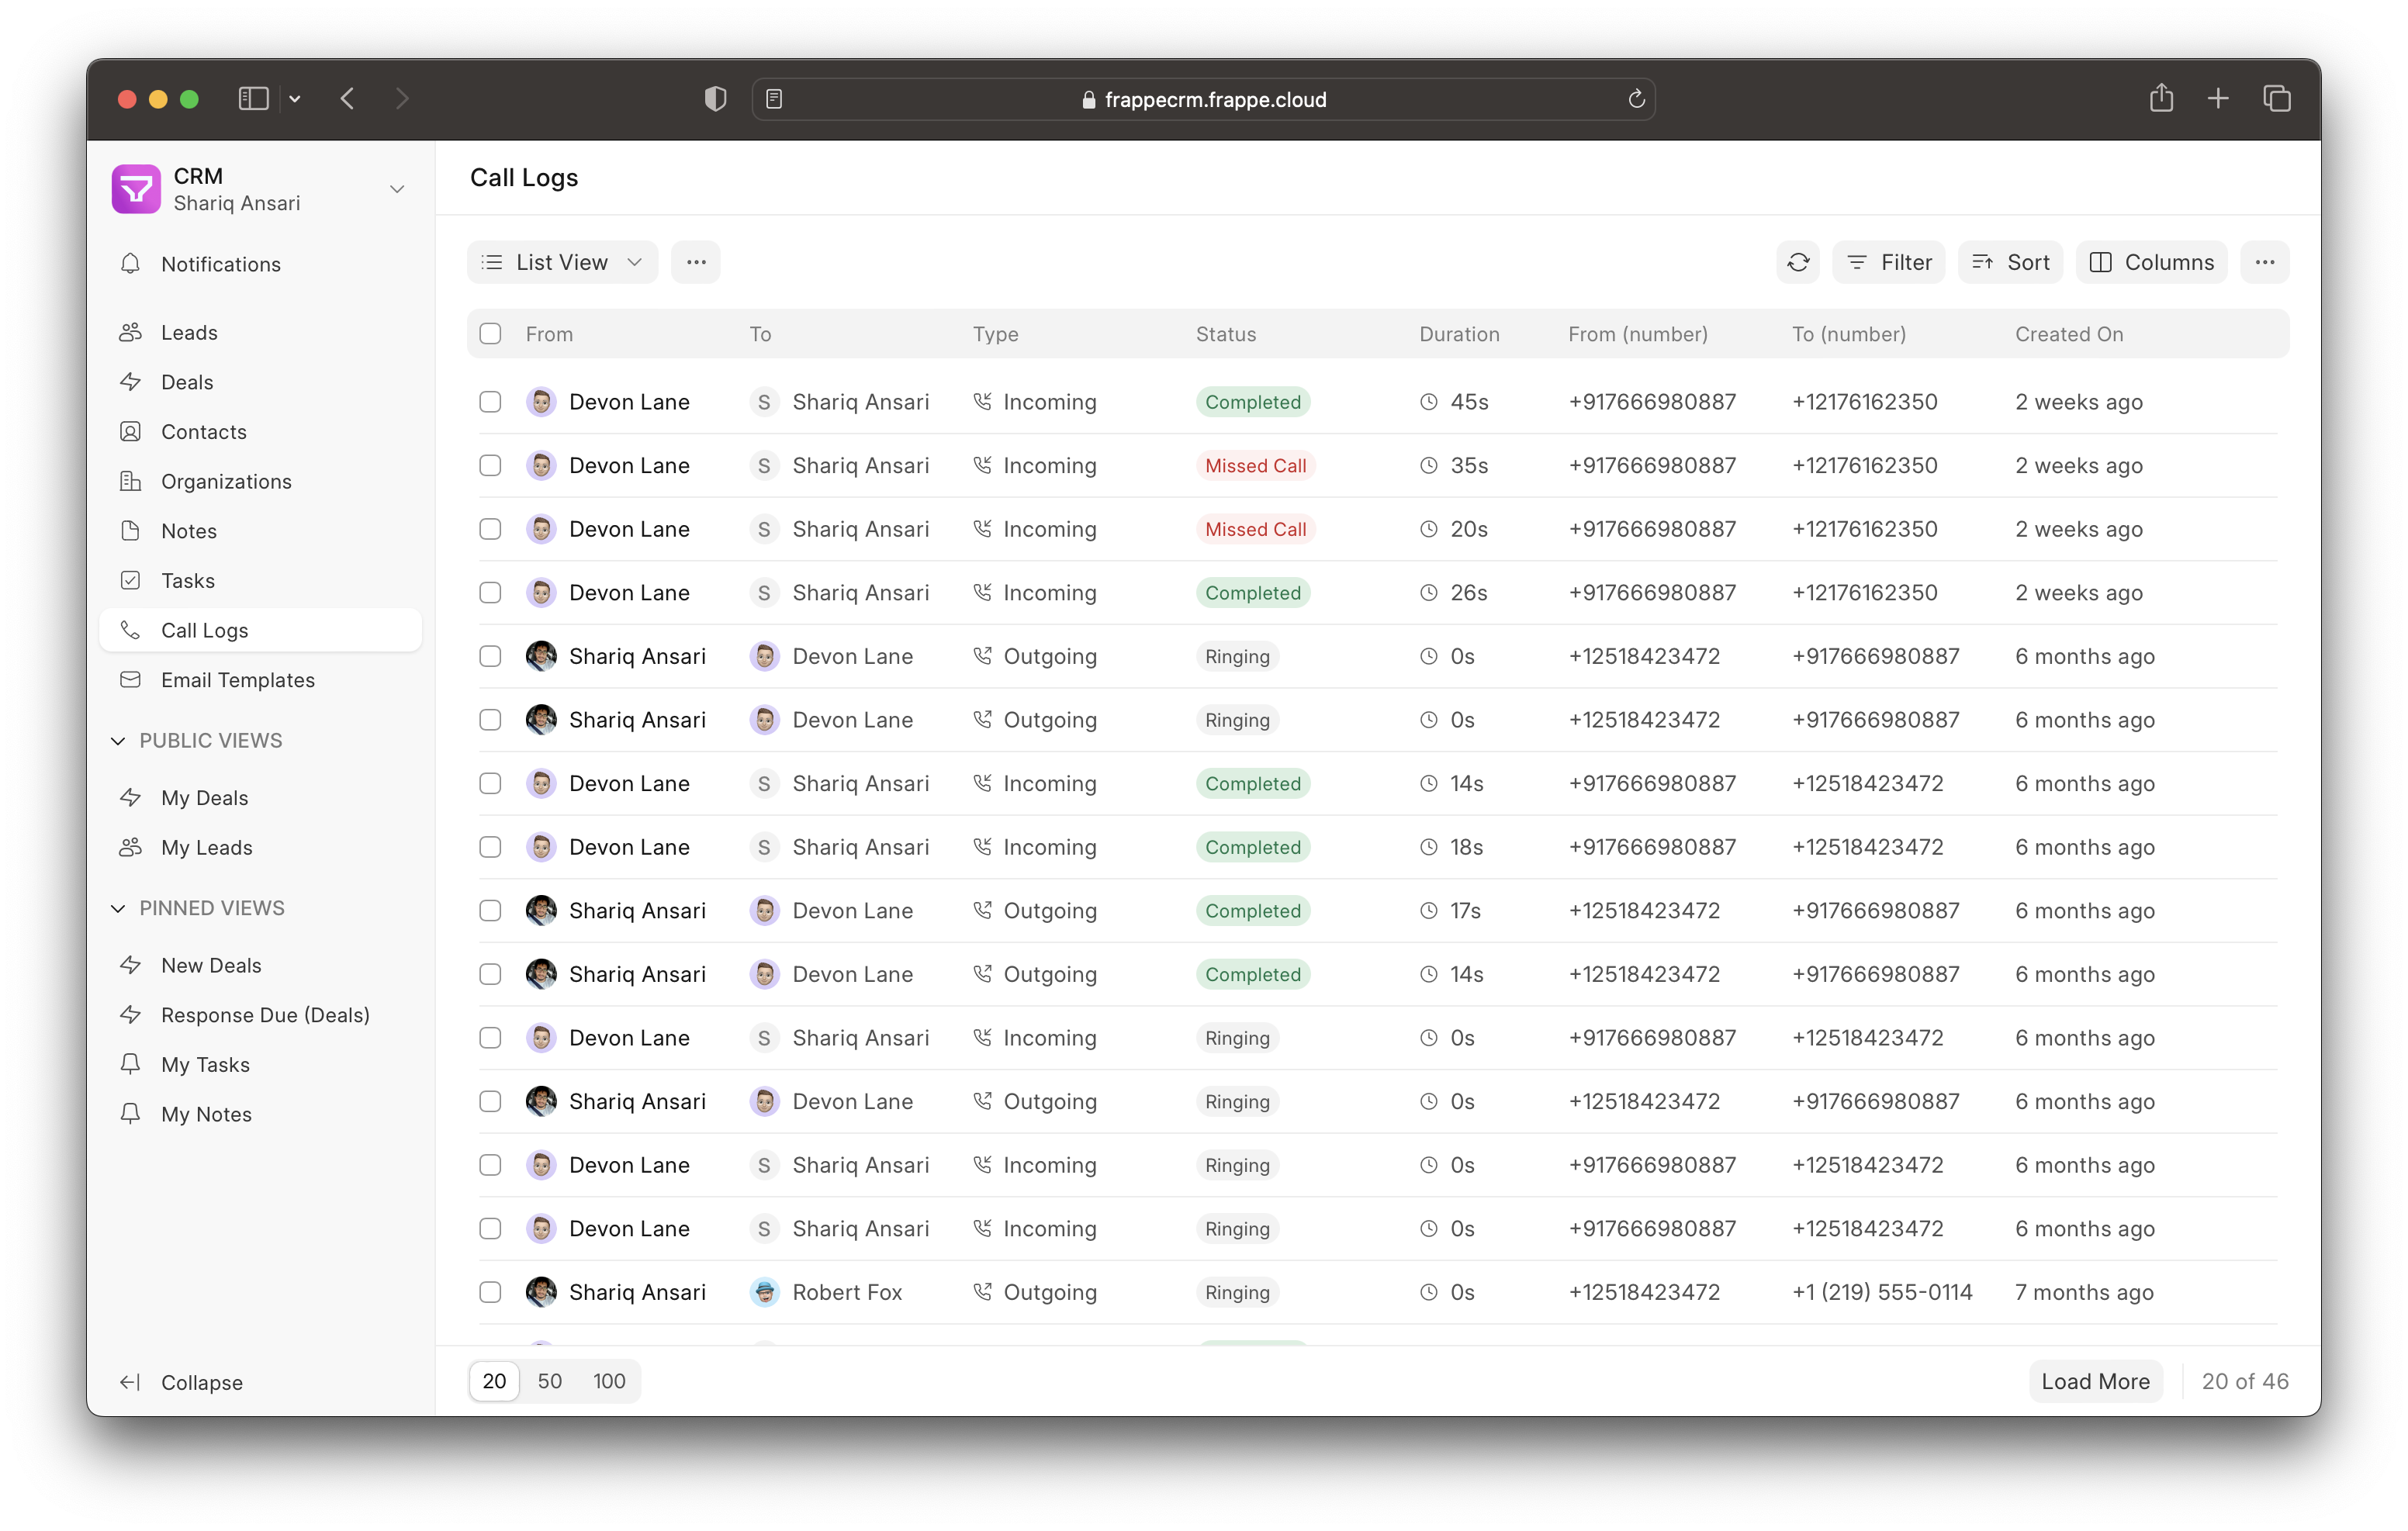 frappecrm.frappe.cloud
CRM
Shariq Ansari
Notifications
Leads
Deals
Contacts
Organizations
Notes
Tasks
Call Logs
Email Templates
PUBLIC VIEWS
My Deals
My Leads
PINNED VIEWS
New Deals
Response Due (Deals)
My Tasks
My Notes
Collapse
Call Logs
List View Filter Sort Columns
From To Type Status Duration From (number) To (number) Created On
Devon Lane S Shariq Ansari Incoming Completed 45s +917666980887 +12176162350 2 weeks ago
Devon Lane S Shariq Ansari Incoming Missed Call 35s +917666980887 +12176162350 2 weeks ago
Devon Lane S Shariq Ansari Incoming Missed Call 20s +917666980887 +12176162350 2 weeks ago
Devon Lane S Shariq Ansari Incoming Completed 26s +917666980887 +12176162350 2 weeks ago
Shariq Ansari Devon Lane Outgoing Ringing 0s +12518423472 +917666980887 6 months ago
Shariq Ansari Devon Lane Outgoing Ringing 0s +12518423472 +917666980887 6 months ago
Devon Lane S Shariq Ansari Incoming Completed 14s +917666980887 +12518423472 6 months ago
Devon Lane S Shariq Ansari Incoming Completed 18s +917666980887 +12518423472 6 months ago
Shariq Ansari Devon Lane Outgoing Completed 17s +12518423472 +917666980887 6 months ago
Shariq Ansari Devon Lane Outgoing Completed 14s +12518423472 +917666980887 6 months ago
Devon Lane S Shariq Ansari Incoming Ringing 0s +917666980887 +12518423472 6 months ago
Shariq Ansari Devon Lane Outgoing Ringing 0s +12518423472 +917666980887 6 months ago
Devon Lane S Shariq Ansari Incoming Ringing 0s +917666980887 +12518423472 6 months ago
Devon Lane S Shariq Ansari Incoming Ringing 0s +917666980887 +12518423472 6 months ago
Shariq Ansari Robert Fox Outgoing Ringing 0s +12518423472 +1 (219) 555-0114 7 months ago
20 50 100 Load More 20 of 46